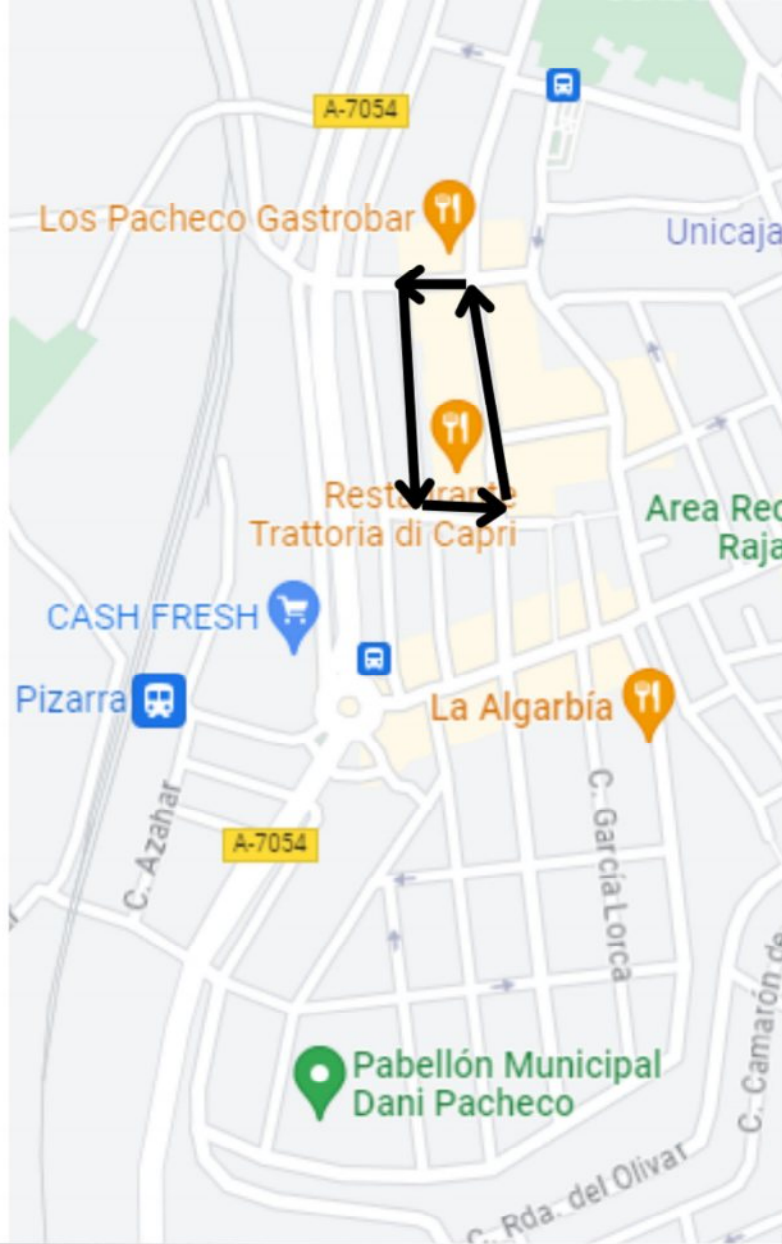 A-7054
Los Pacheco Gastrobar
Unicaja
Restaurante
Trattoria di Capri
Area Rec
Raja
CASH FRESH
Pizarra
La Algarbía
C. Azahar
A-7054
C. García Lorca
Pabellón Municipal
Dani Pacheco
C. Camarón de
C. Rda. del Olivar